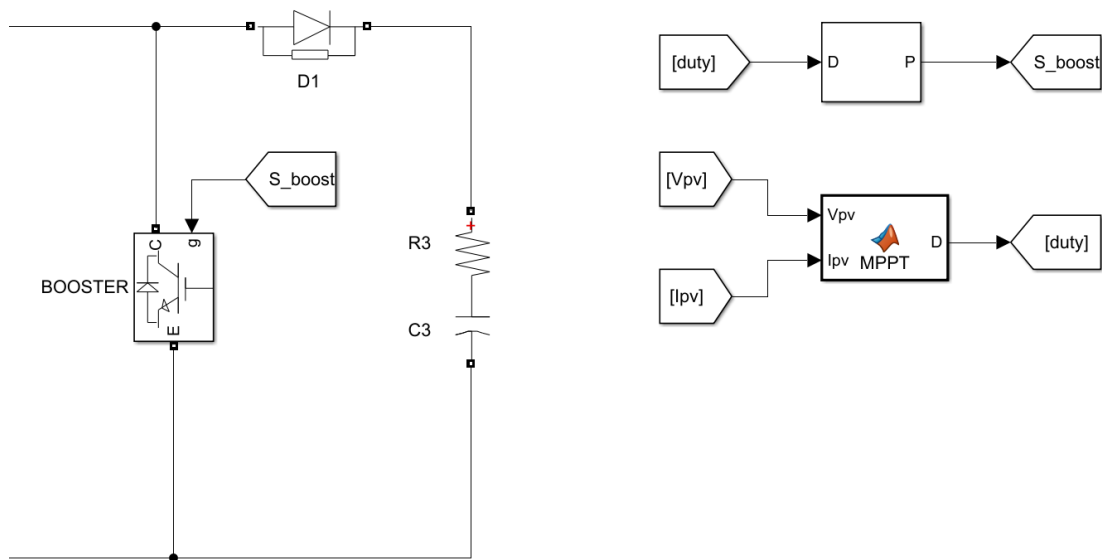 D1
S_boost
C
g
E
BOOSTER
+
R3
C3
[duty]
D
P
S_boost
[Vpv]
[Ipv]
Vpv
Ipv
D
MPPT
[duty]